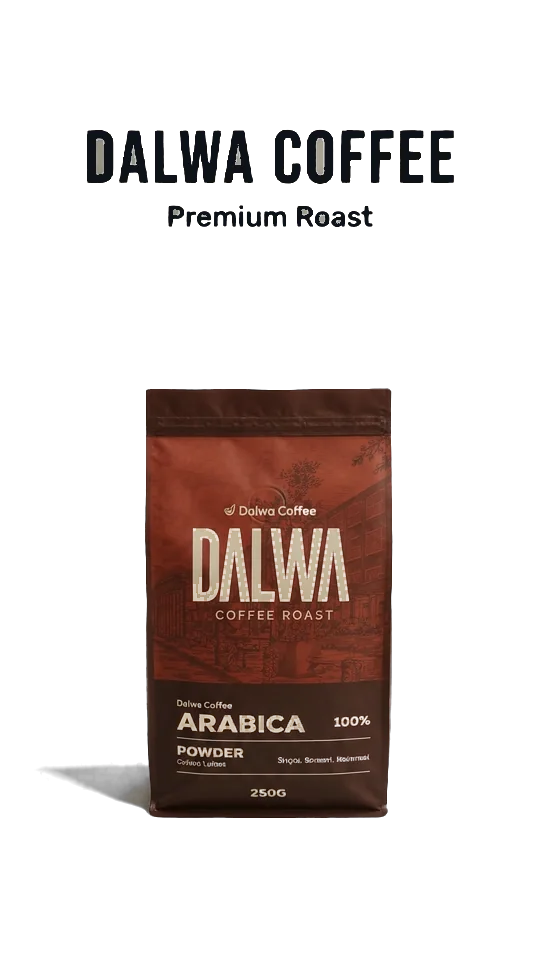 DALWA COFFEE
Premium Roast
Dalwa Coffee
DALWA
COFFEE ROAST
Dalwa Coffee
ARABICA 100%
POWDER
250G